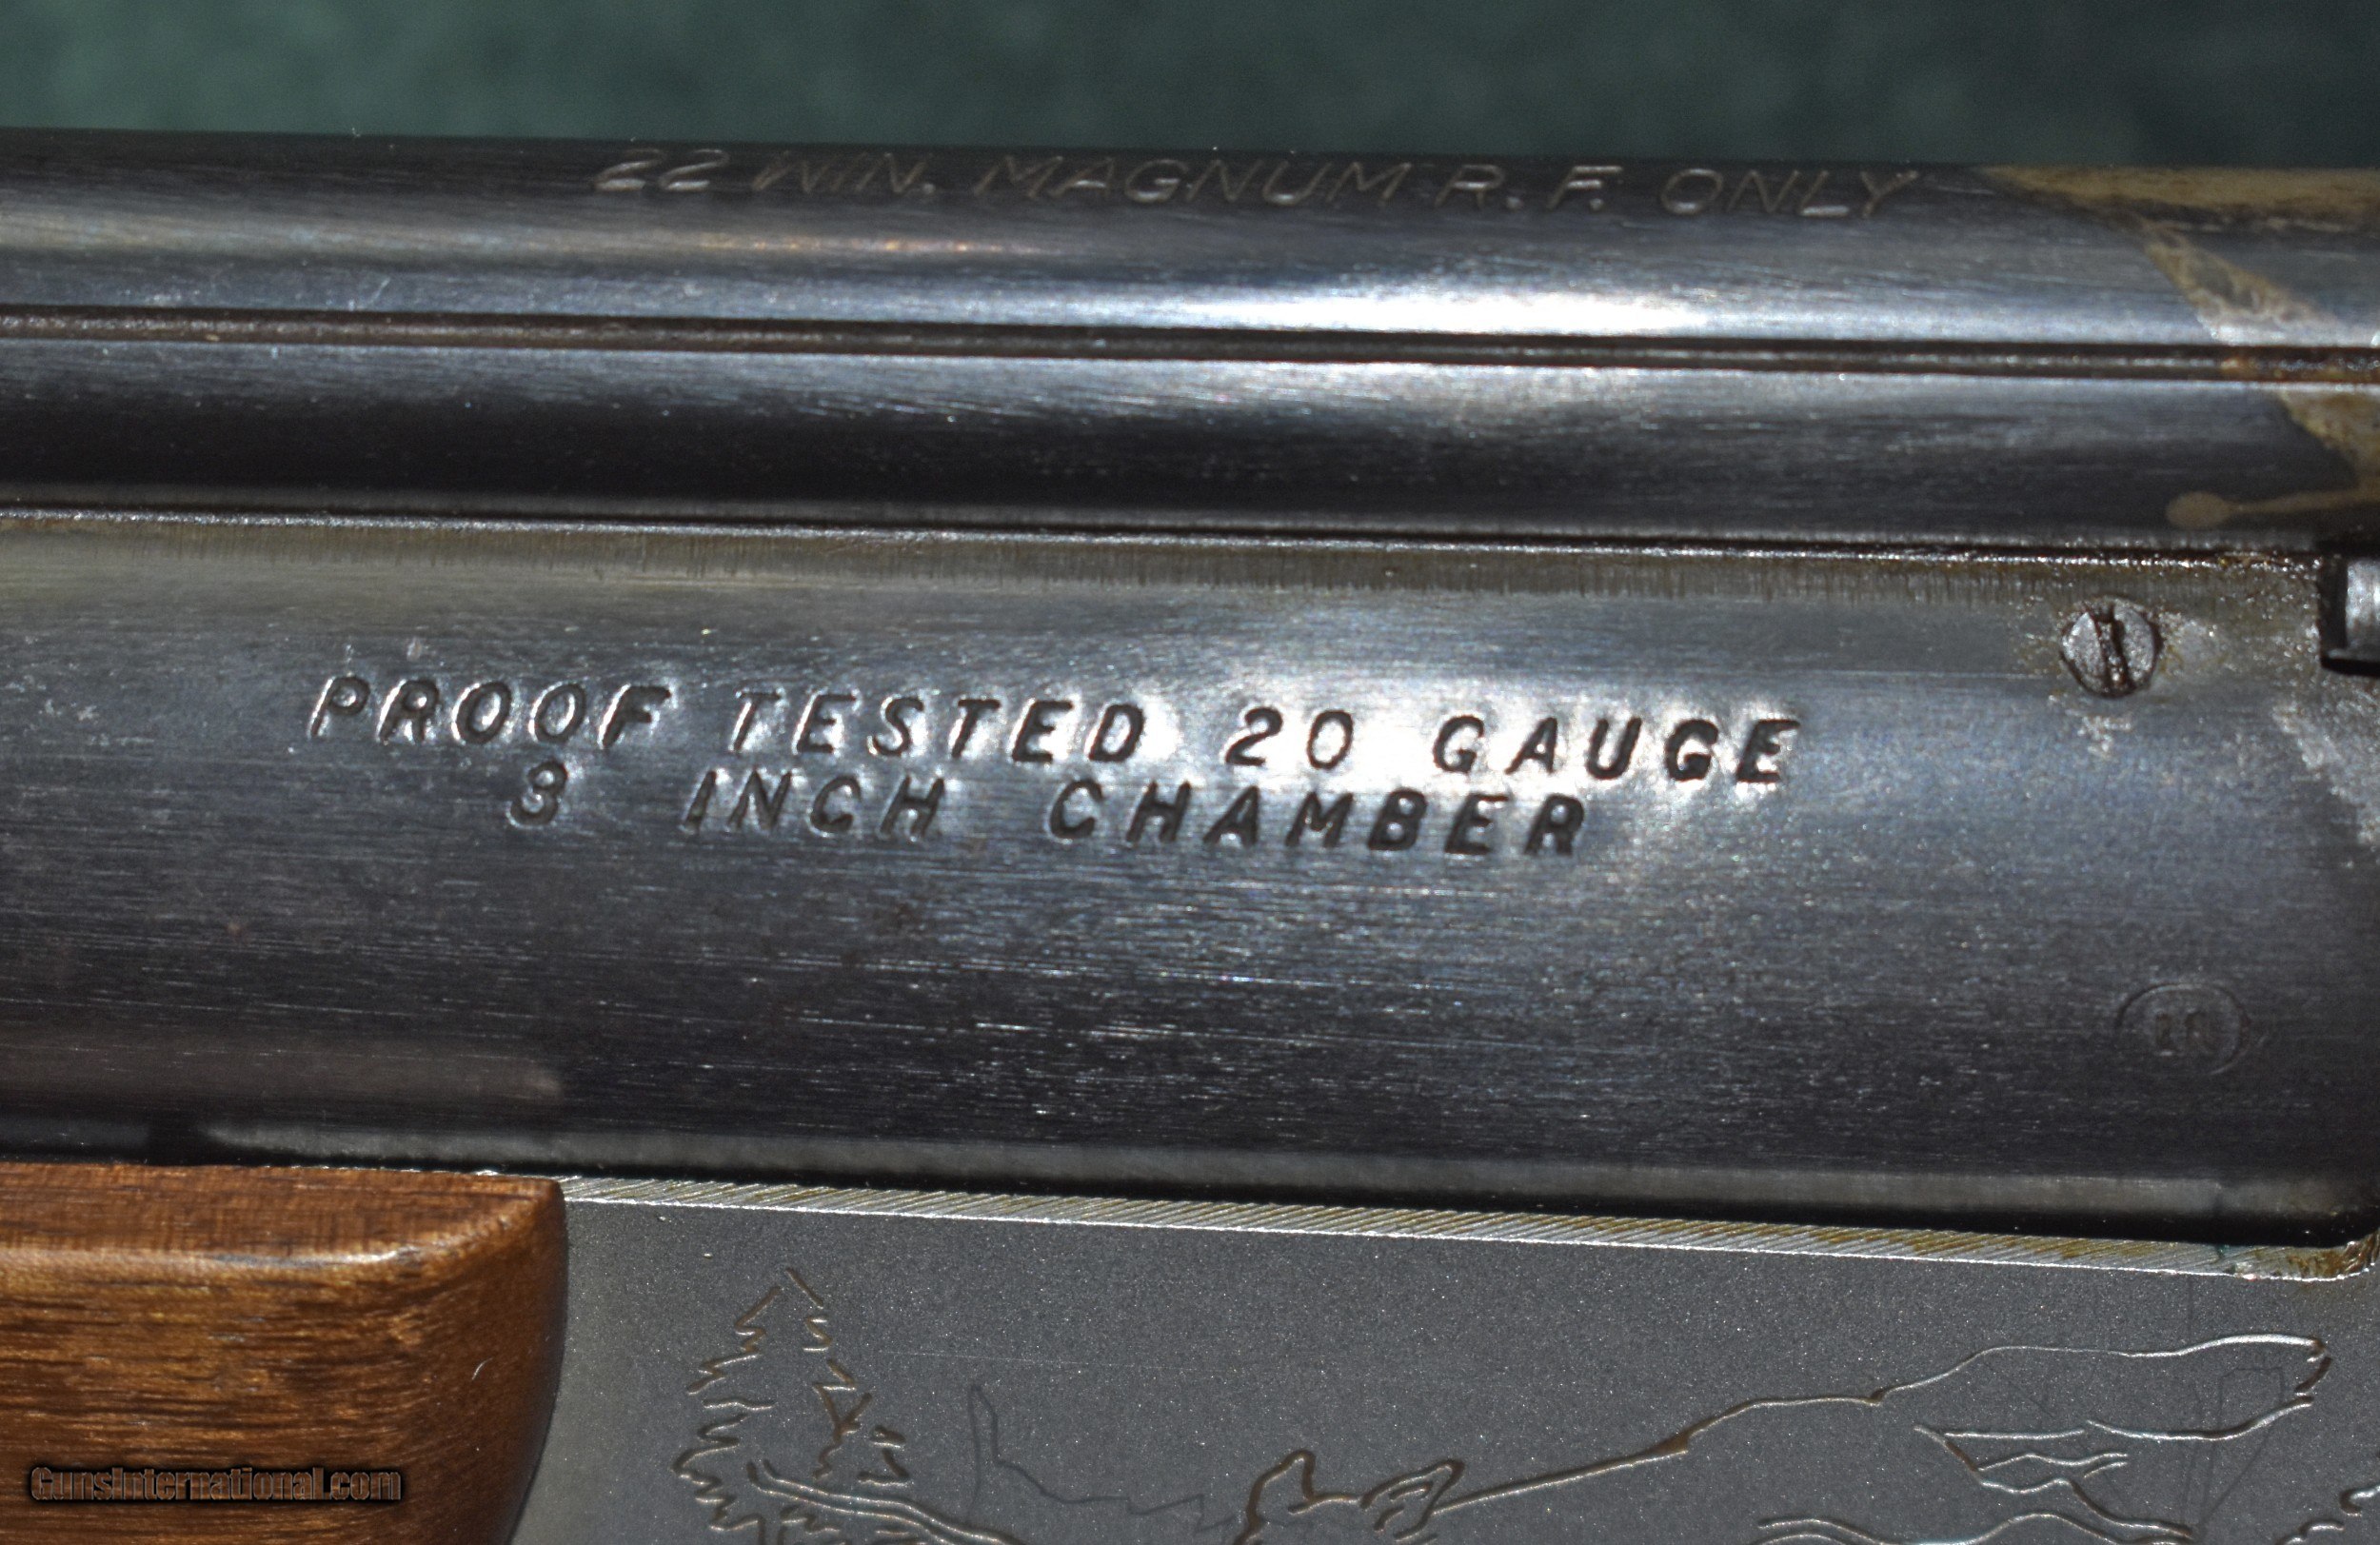 22 WIN. MAGNUM R.F. ONLY
PROOF TESTED 20 GAUGE
3 INCH CHAMBER
GunsInternational.com